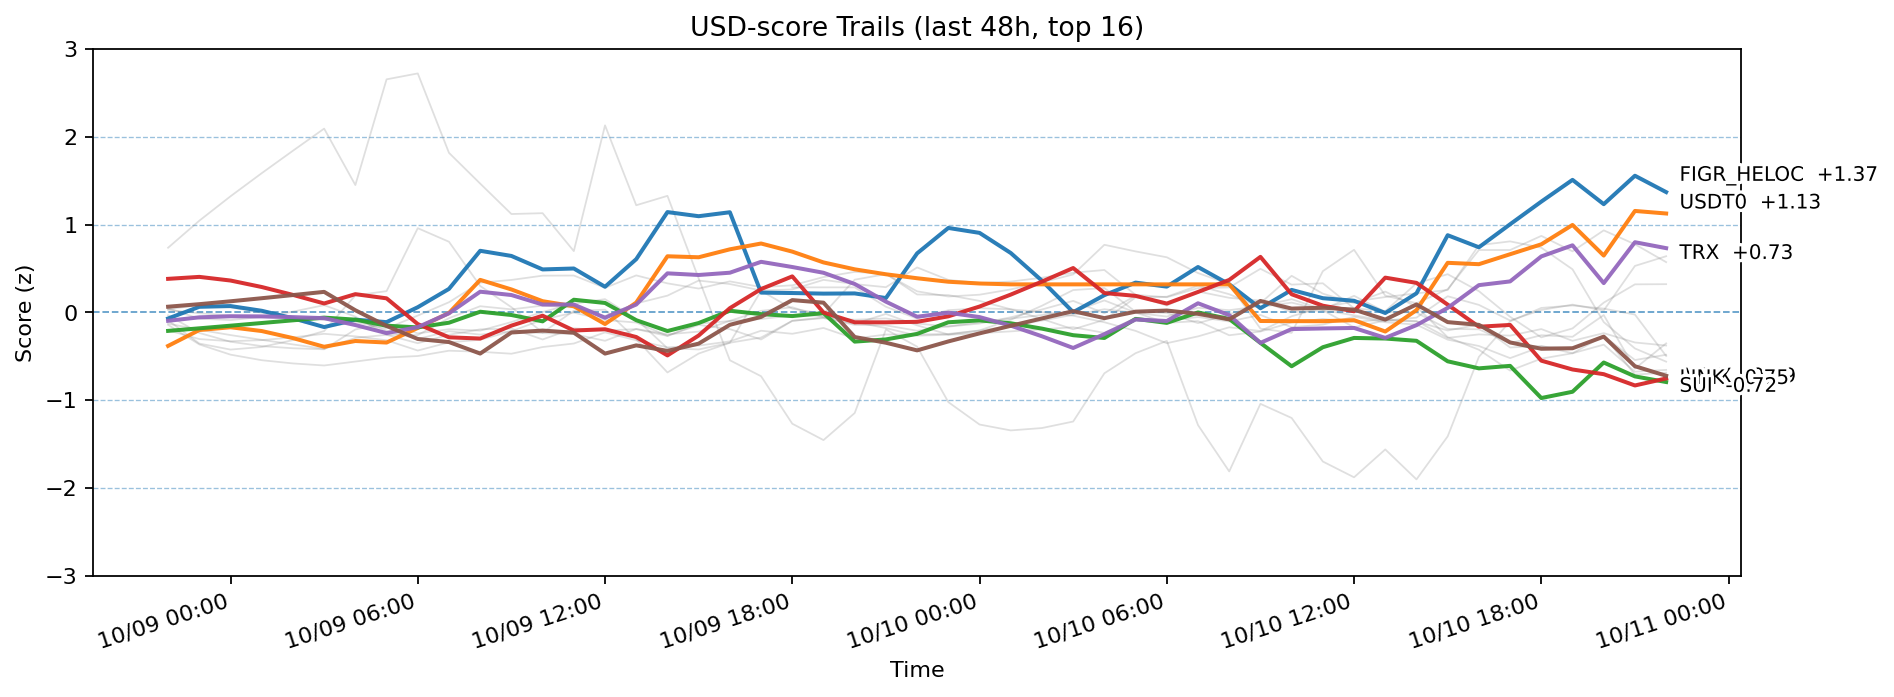 USD-score Trails (last 48h, top 16)
Score (z)
3
2
1
0
−1
−2
−3
FIGR_HELOC +1.37
USDT0 +1.13
TRX +0.73
SUI -0.72
10/09 00:00
10/09 06:00
10/09 12:00
10/09 18:00
10/10 00:00
10/10 06:00
10/10 12:00
10/10 18:00
10/11 00:00
Time